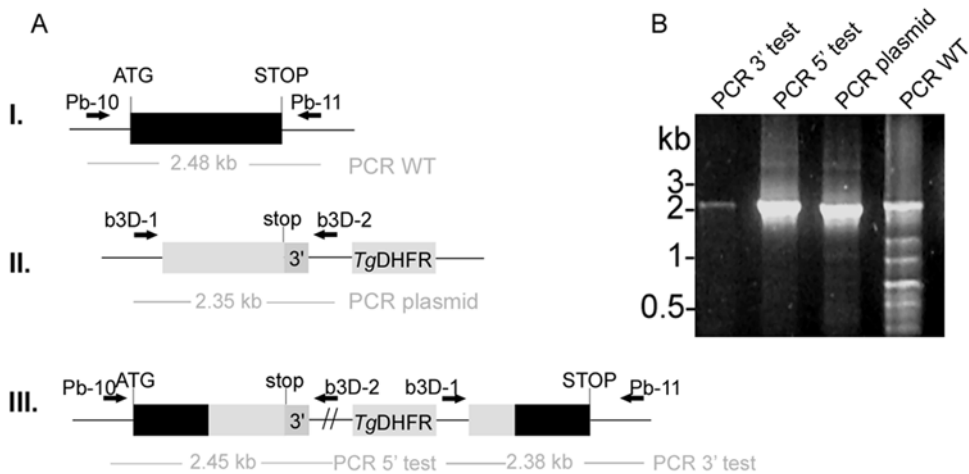 A
I.
ATG
STOP
Pb-10
Pb-11
2.48 kb
PCR WT
II.
b3D-1
stop
b3D-2
3'
TgDHFR
2.35 kb
PCR plasmid
III.
Pb-10
ATG
stop
b3D-2
b3D-1
STOP
Pb-11
3'
//
TgDHFR
2.45 kb
PCR 5' test
2.38 kb
PCR 3' test
B
PCR 3' test
PCR 5' test
PCR plasmid
PCR WT
kb
3-
2-
1-
0.5-